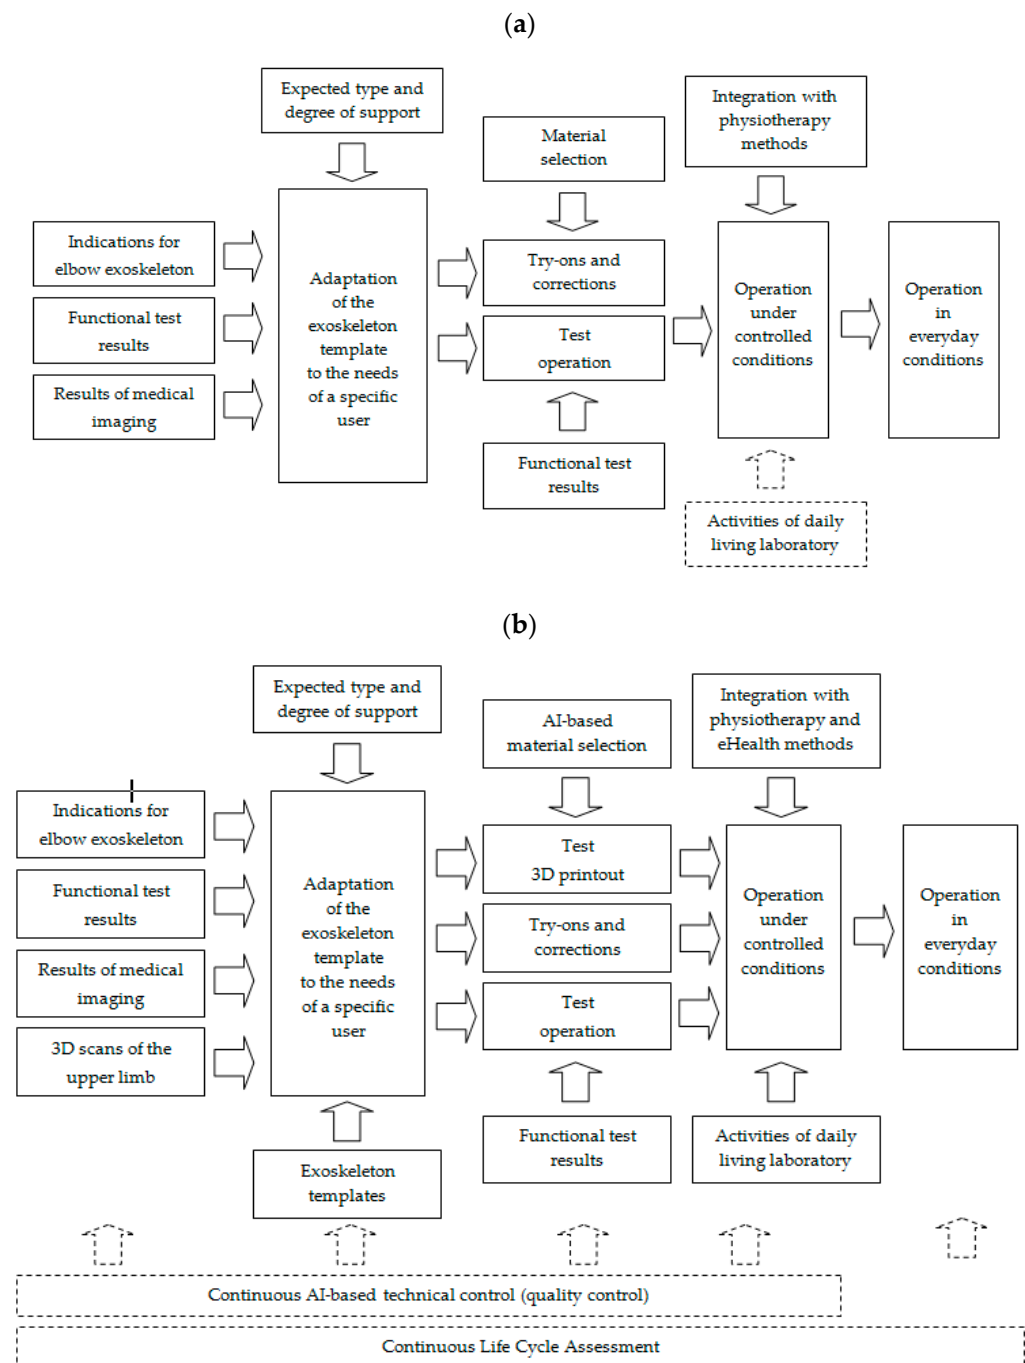 (a)
Expected type and
degree of support
Integration with
physiotherapy
methods
Material
selection
Indications for
elbow exoskeleton
Functional test
results
Results of medical
imaging
Adaptation
of the
exoskeleton
template
to the needs
of a specific
user
Try-ons and
corrections
Test
operation
Operation
under
controlled
conditions
Operation
in
everyday
conditions
Functional test
results
Activities of daily
living laboratory
(b)
Expected type and
degree of support
AI-based
material selection
Integration with
physiotherapy and
eHealth methods
Indications for
elbow exoskeleton
Functional test
results
Results of medical
imaging
3D scans of the
upper limb
Adaptation
of the
exoskeleton
template
to the needs
of a specific
user
Test
3D printout
Try-ons and
corrections
Test
operation
Operation
under
controlled
conditions
Operation
in
everyday
conditions
Exoskeleton
templates
Functional test
results
Activities of daily
living laboratory
Continuous AI-based technical control (quality control)
Continuous Life Cycle Assessment